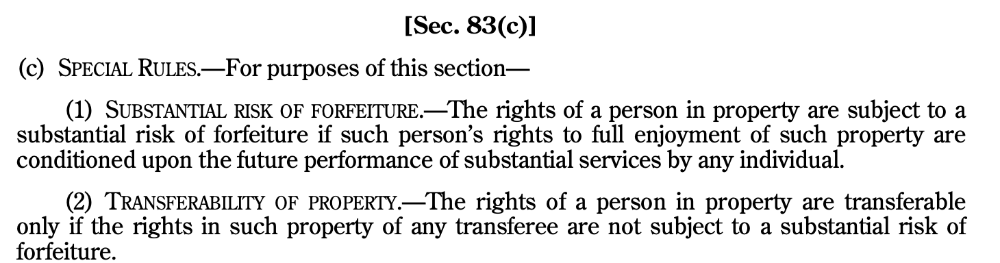 [Sec. 83(c)]
(c) SPECIAL RULES.—For purposes of this section—
(1) SUBSTANTIAL RISK OF FORFEITURE.—The rights of a person in property are subject to a
substantial risk of forfeiture if such person's rights to full enjoyment of such property are
conditioned upon the future performance of substantial services by any individual.
(2) TRANSFERABILITY OF PROPERTY.—The rights of a person in property are transferable
only if the rights in such property of any transferee are not subject to a substantial risk of
forfeiture.